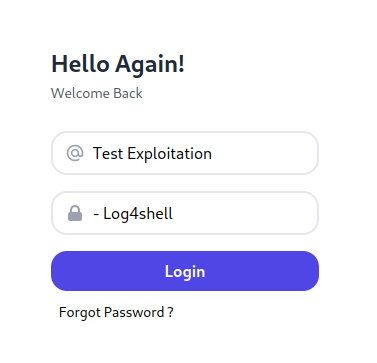 Hello Again!
Welcome Back
Test Exploitation
- Log4shell
Login
Forgot Password ?